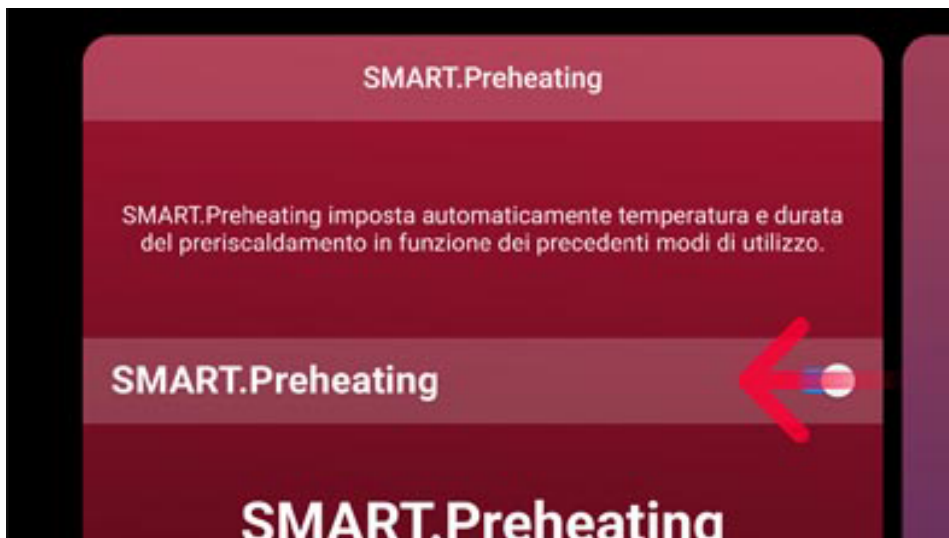 SMART.Preheating
SMART.Preheating imposta automaticamente temperatura e durata
del preriscaldamento in funzione dei precedenti modi di utilizzo.
SMART.Preheating
SMART.Preheating